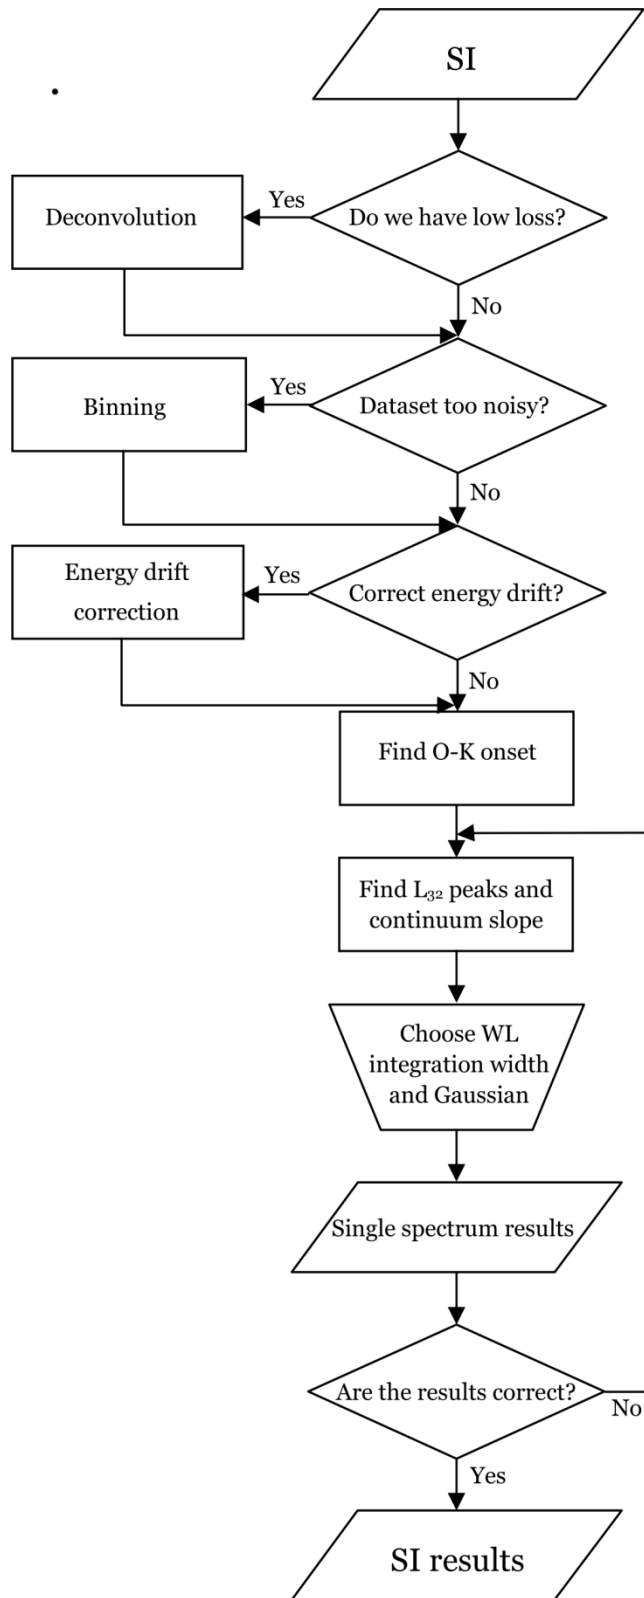 SI
Do we have low loss?
Yes
Deconvolution
No
Dataset too noisy?
Yes
Binning
No
Correct energy drift?
Yes
Energy drift
correction
No
Find O-K onset
Find L₃₂ peaks and
continuum slope
Choose WL
integration width
and Gaussian
Single spectrum results
Are the results correct?
No
Yes
SI results